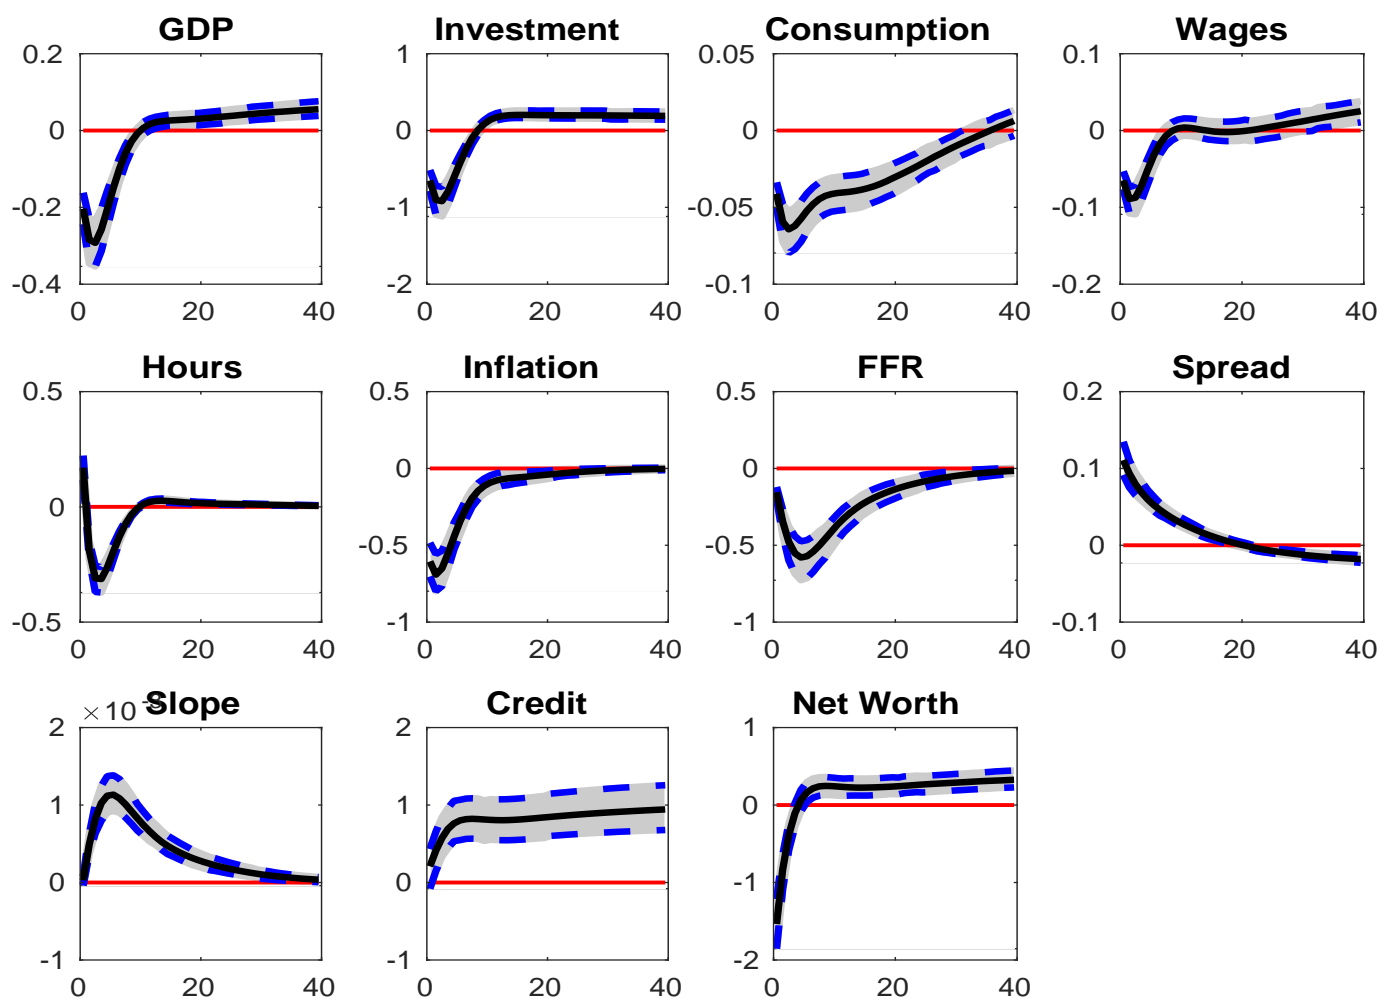 GDP Investment Consumption Wages
0.2 1 0.05 0.1
0 0 0 0
-0.2 -1 -0.05 -0.1
-0.4 -2 -0.1 -0.2
0 20 40 0 20 40 0 20 40 0 20 40
Hours Inflation FFR Spread
0.5 0.5 0.5 0.2
0 0 0.1
0 -0.5 -0.5 0
-0.5 -1 -1 -0.1
0 20 40 0 20 40 0 20 40 0 20 40
×10 Slope Credit Net Worth
2 2 1
1 1 0
0 0 -1
-1 -1 -2
0 20 40 0 20 40 0 20 40